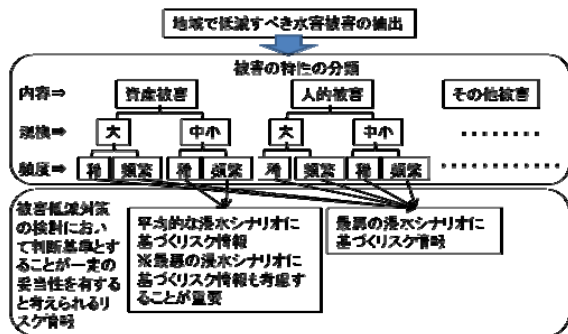 地域で低減すべき水害被害の抽出
被害の特性の分類
内容⇒
資産被害
人的被害
その他被害
規模⇒
大
中小
大
中小
………
頻度⇒
稀
頻繁
稀
頻繁
稀
頻繁
稀
頻繁
………………
被害低減対策
の検討におい
て判断基準とす
ることが一定の
妥当性を有する
と考えられるリ
スク情報
平均的な浸水シナリオに
基づくリスク情報
※最悪の浸水シナリオに
基づくリスク情報も考慮す
ることが重要
最悪の浸水シナリオに
基づくリスク情報